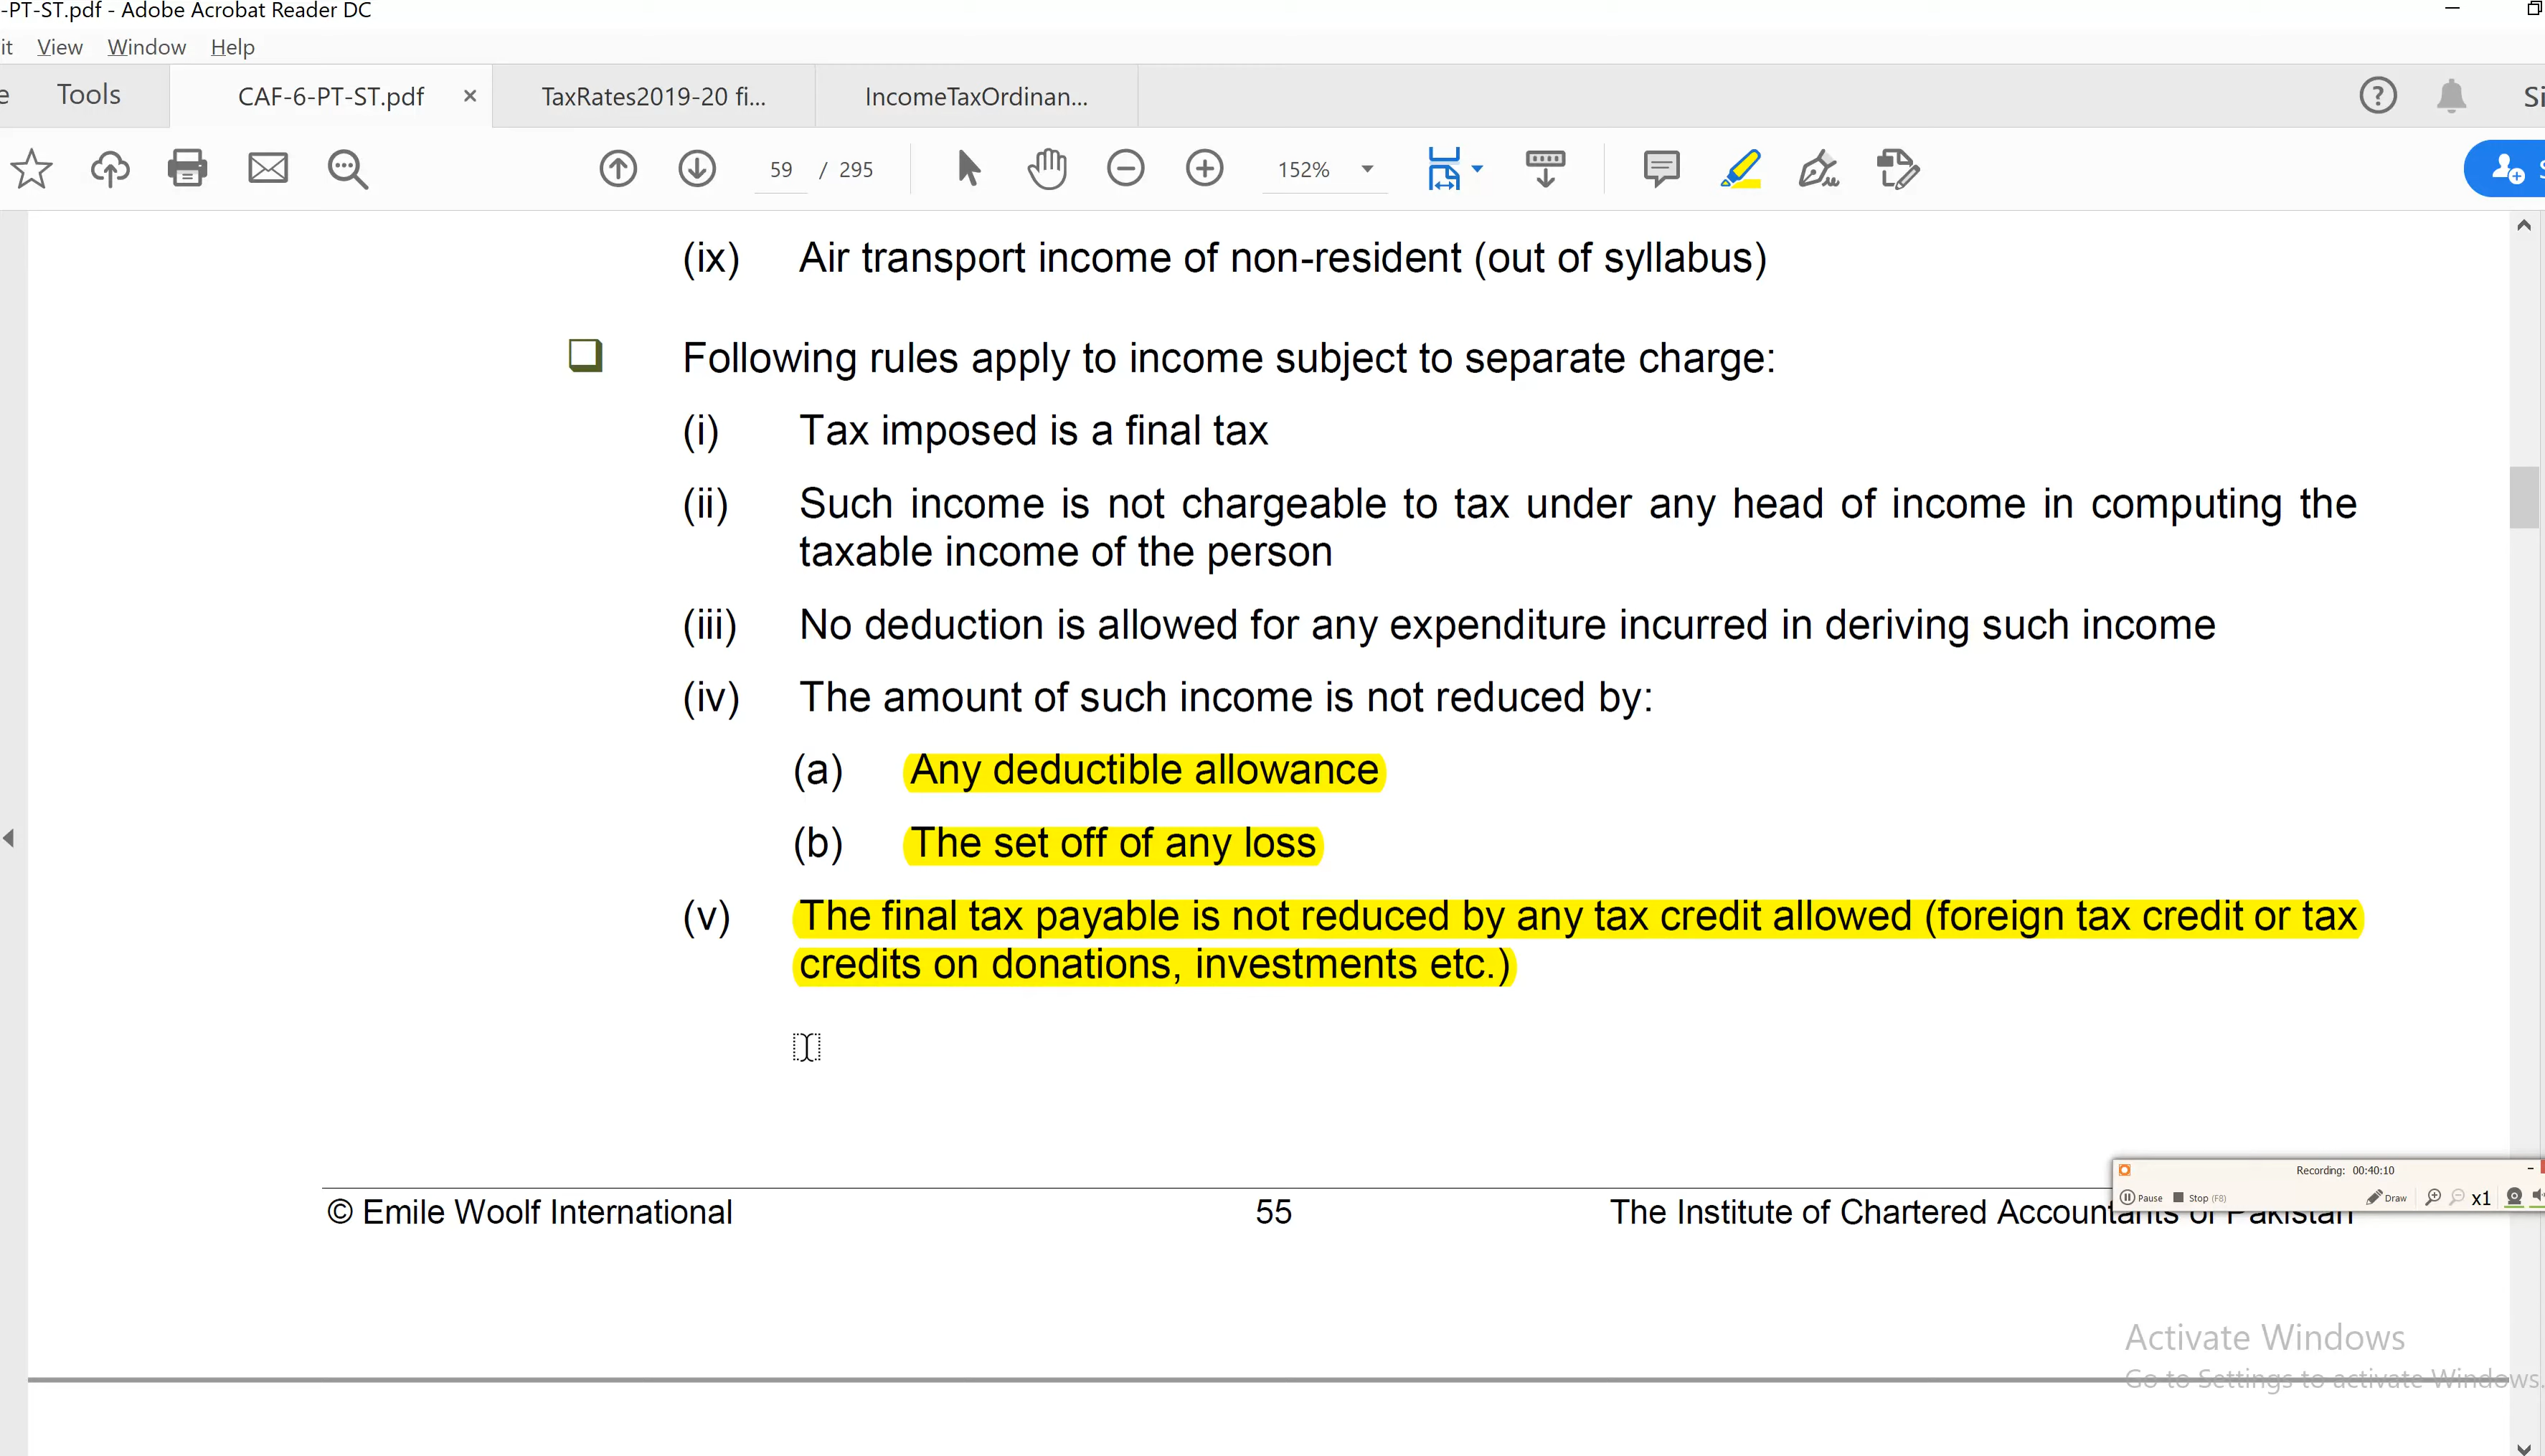 -PT-ST.pdf - Adobe Acrobat Reader DC
it View Window Help
e Tools CAF-6-PT-ST.pdf × TaxRates2019-20 fi... IncomeTaxOrdinan... ? Si
59 / 295 152%
(ix) Air transport income of non-resident (out of syllabus)
Following rules apply to income subject to separate charge:
(i) Tax imposed is a final tax
(ii) Such income is not chargeable to tax under any head of income in computing the
taxable income of the person
(iii) No deduction is allowed for any expenditure incurred in deriving such income
(iv) The amount of such income is not reduced by:
(a) Any deductible allowance
(b) The set off of any loss
(v) The final tax payable is not reduced by any tax credit allowed (foreign tax credit or tax
credits on donations, investments etc.)
Recording: 00:40:10
Pause Stop (F8) Draw x1
© Emile Woolf International 55 The Institute of Chartered Accountants of Pakistan
Activate Windows
Go to Settings to activate Windows.